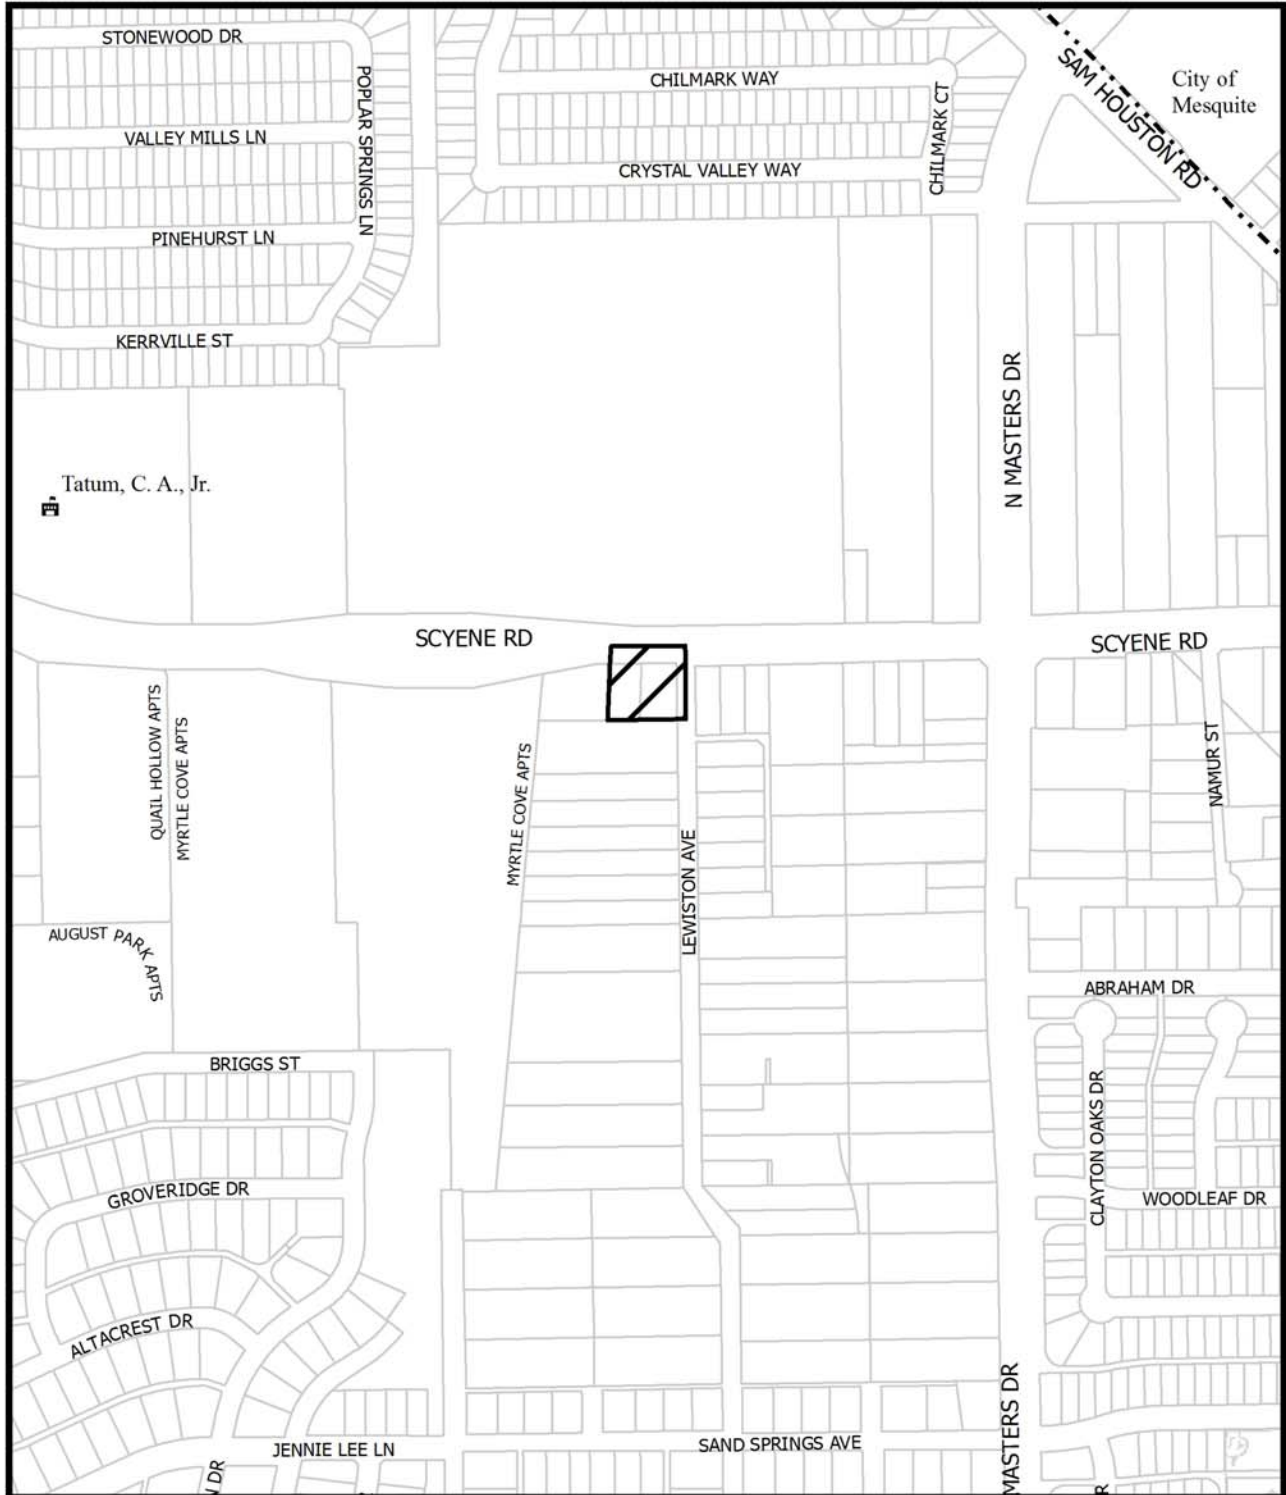 STONEWOOD DR
POPLAR SPRINGS LN
CHILMARK WAY
CHILMARK CT
SAM HOUSTON RD
City of
Mesquite
VALLEY MILLS LN
CRYSTAL VALLEY WAY
PINEHURST LN
KERRVILLE ST
N MASTERS DR
Tatum, C. A., Jr.
SCYENE RD
SCYENE RD
QUAIL HOLLOW APTS
MYRTLE COVE APTS
MYRTLE COVE APTS
NAMUR ST
LEWISTON AVE
AUGUST PARK APTS
ABRAHAM DR
BRIGGS ST
CLAYTON OAKS DR
GROVERIDGE DR
WOODLEAF DR
ALTACREST DR
MASTERS DR
JENNIE LEE LN
SAND SPRINGS AVE
DR